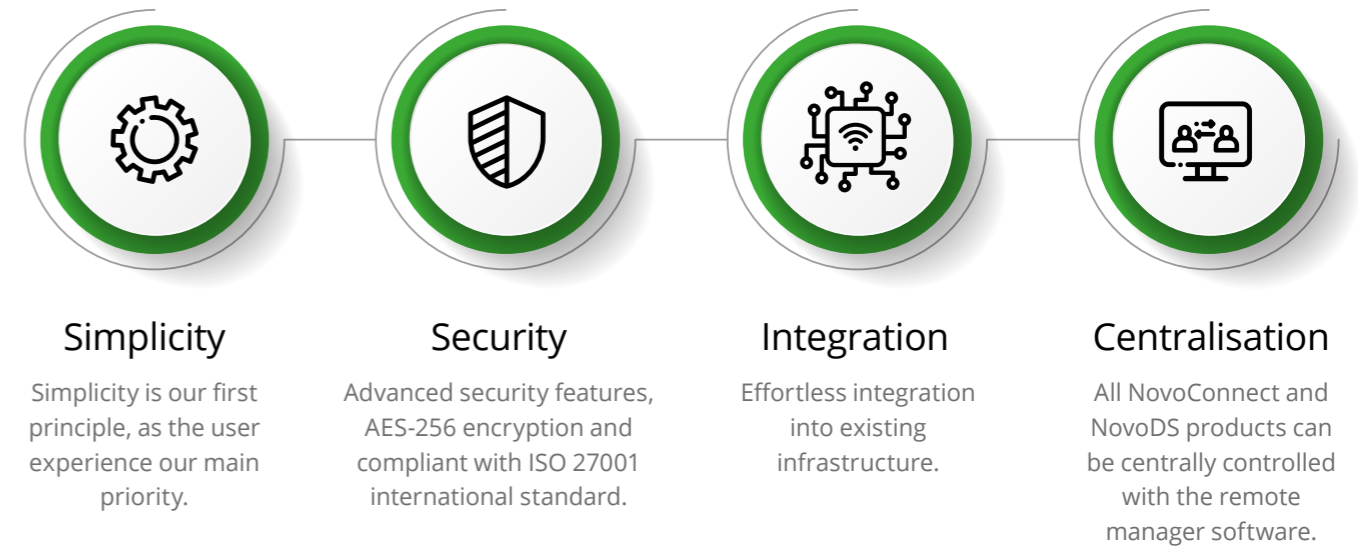 Simplicity
Simplicity is our first
principle, as the user
experience our main
priority.
Security
Advanced security features,
AES-256 encryption and
compliant with ISO 27001
international standard.
Integration
Effortless integration
into existing
infrastructure.
Centralisation
All NovoConnect and
NovoDS products can
be centrally controlled
with the remote
manager software.